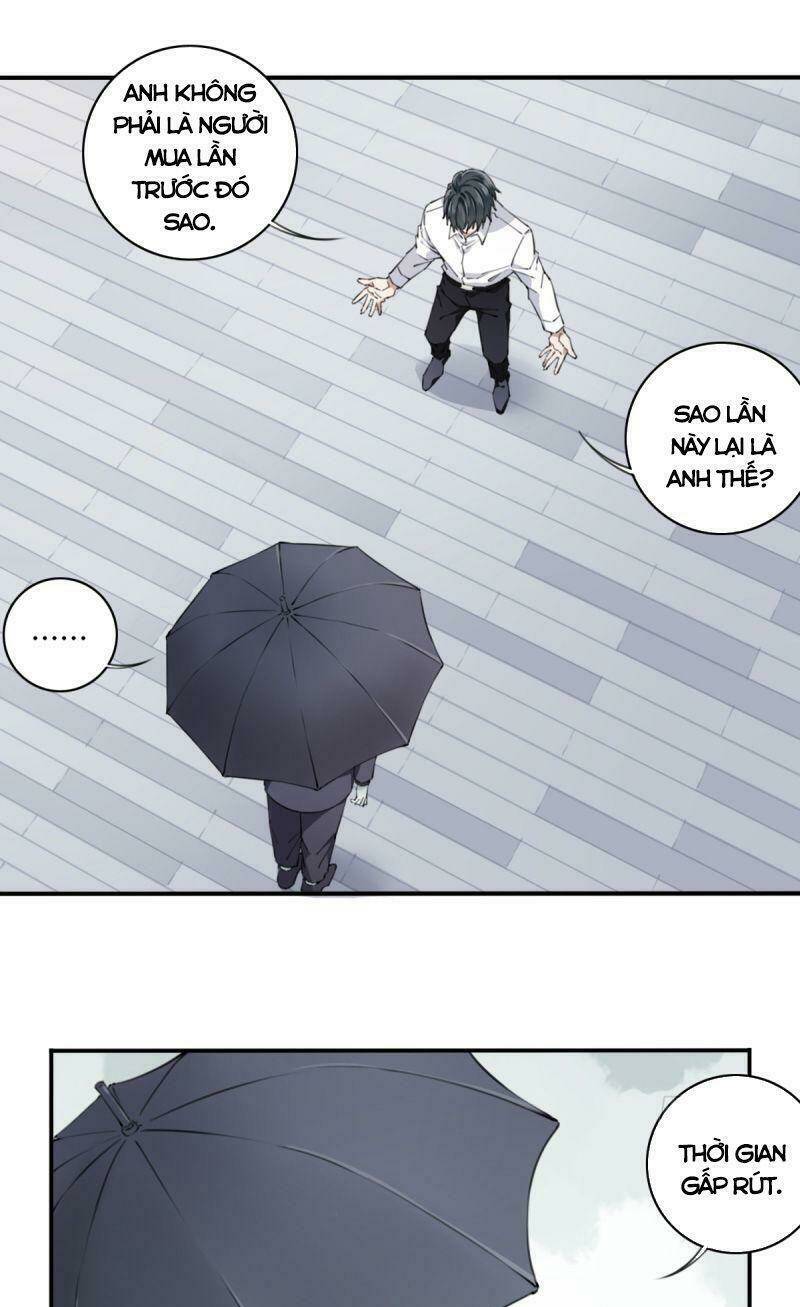 ANH KHÔNG
PHẢI LÀ NGƯỜI
MUA LẦN
TRƯỚC ĐÓ
SAO.
SAO LẦN
NÀY LẠI LÀ
ANH THẾ?
......
THỜI GIAN
GẤP RÚT.